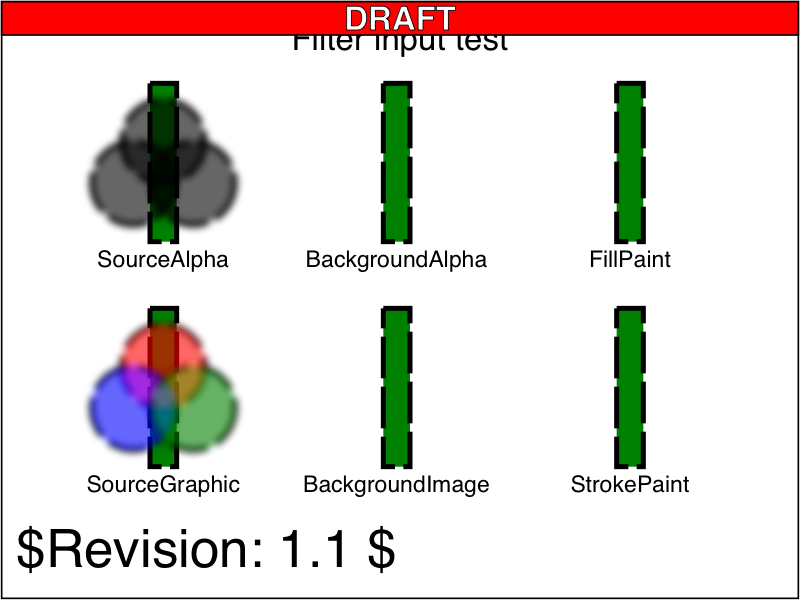 DRAFT
Filter input test
SourceAlpha
BackgroundAlpha
FillPaint
SourceGraphic
BackgroundImage
StrokePaint
$Revision: 1.1 $